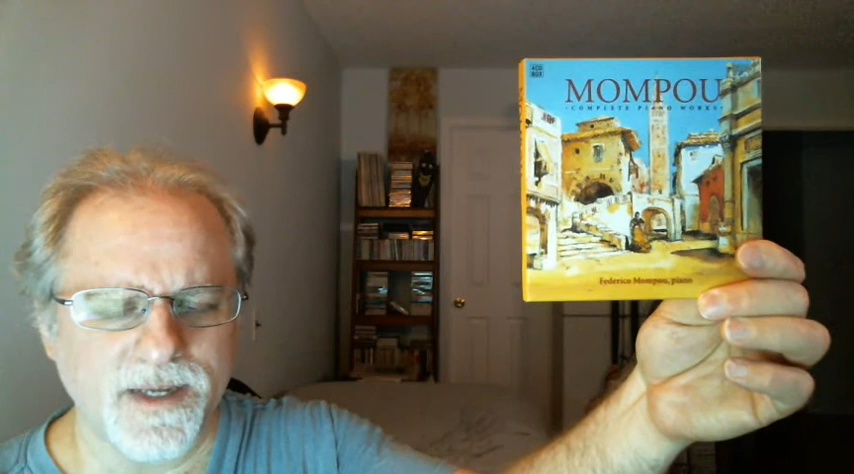 4CD
BOX
MOMPOU
·COMPLETE PIANO WORKS·
Federico Mompou, piano